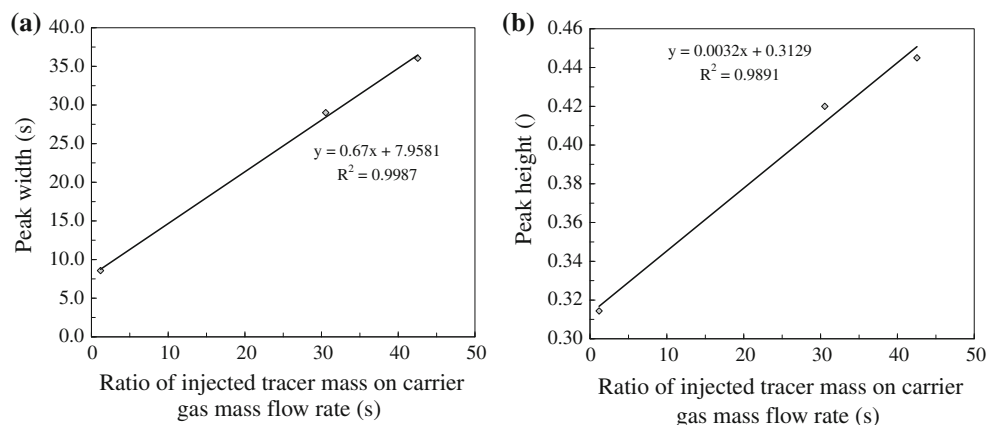 (a)
40.0
35.0
30.0
25.0
20.0
15.0
10.0
5.0
0.0
Peak width (s)
y = 0.67x + 7.9581
R² = 0.9987
0 10 20 30 40 50
Ratio of injected tracer mass on carrier
gas mass flow rate (s)
(b)
0.46
0.44
0.42
0.40
0.38
0.36
0.34
0.32
0.30
Peak height ()
y = 0.0032x + 0.3129
R² = 0.9891
0 10 20 30 40 50
Ratio of injected tracer mass on carrier
gas mass flow rate (s)